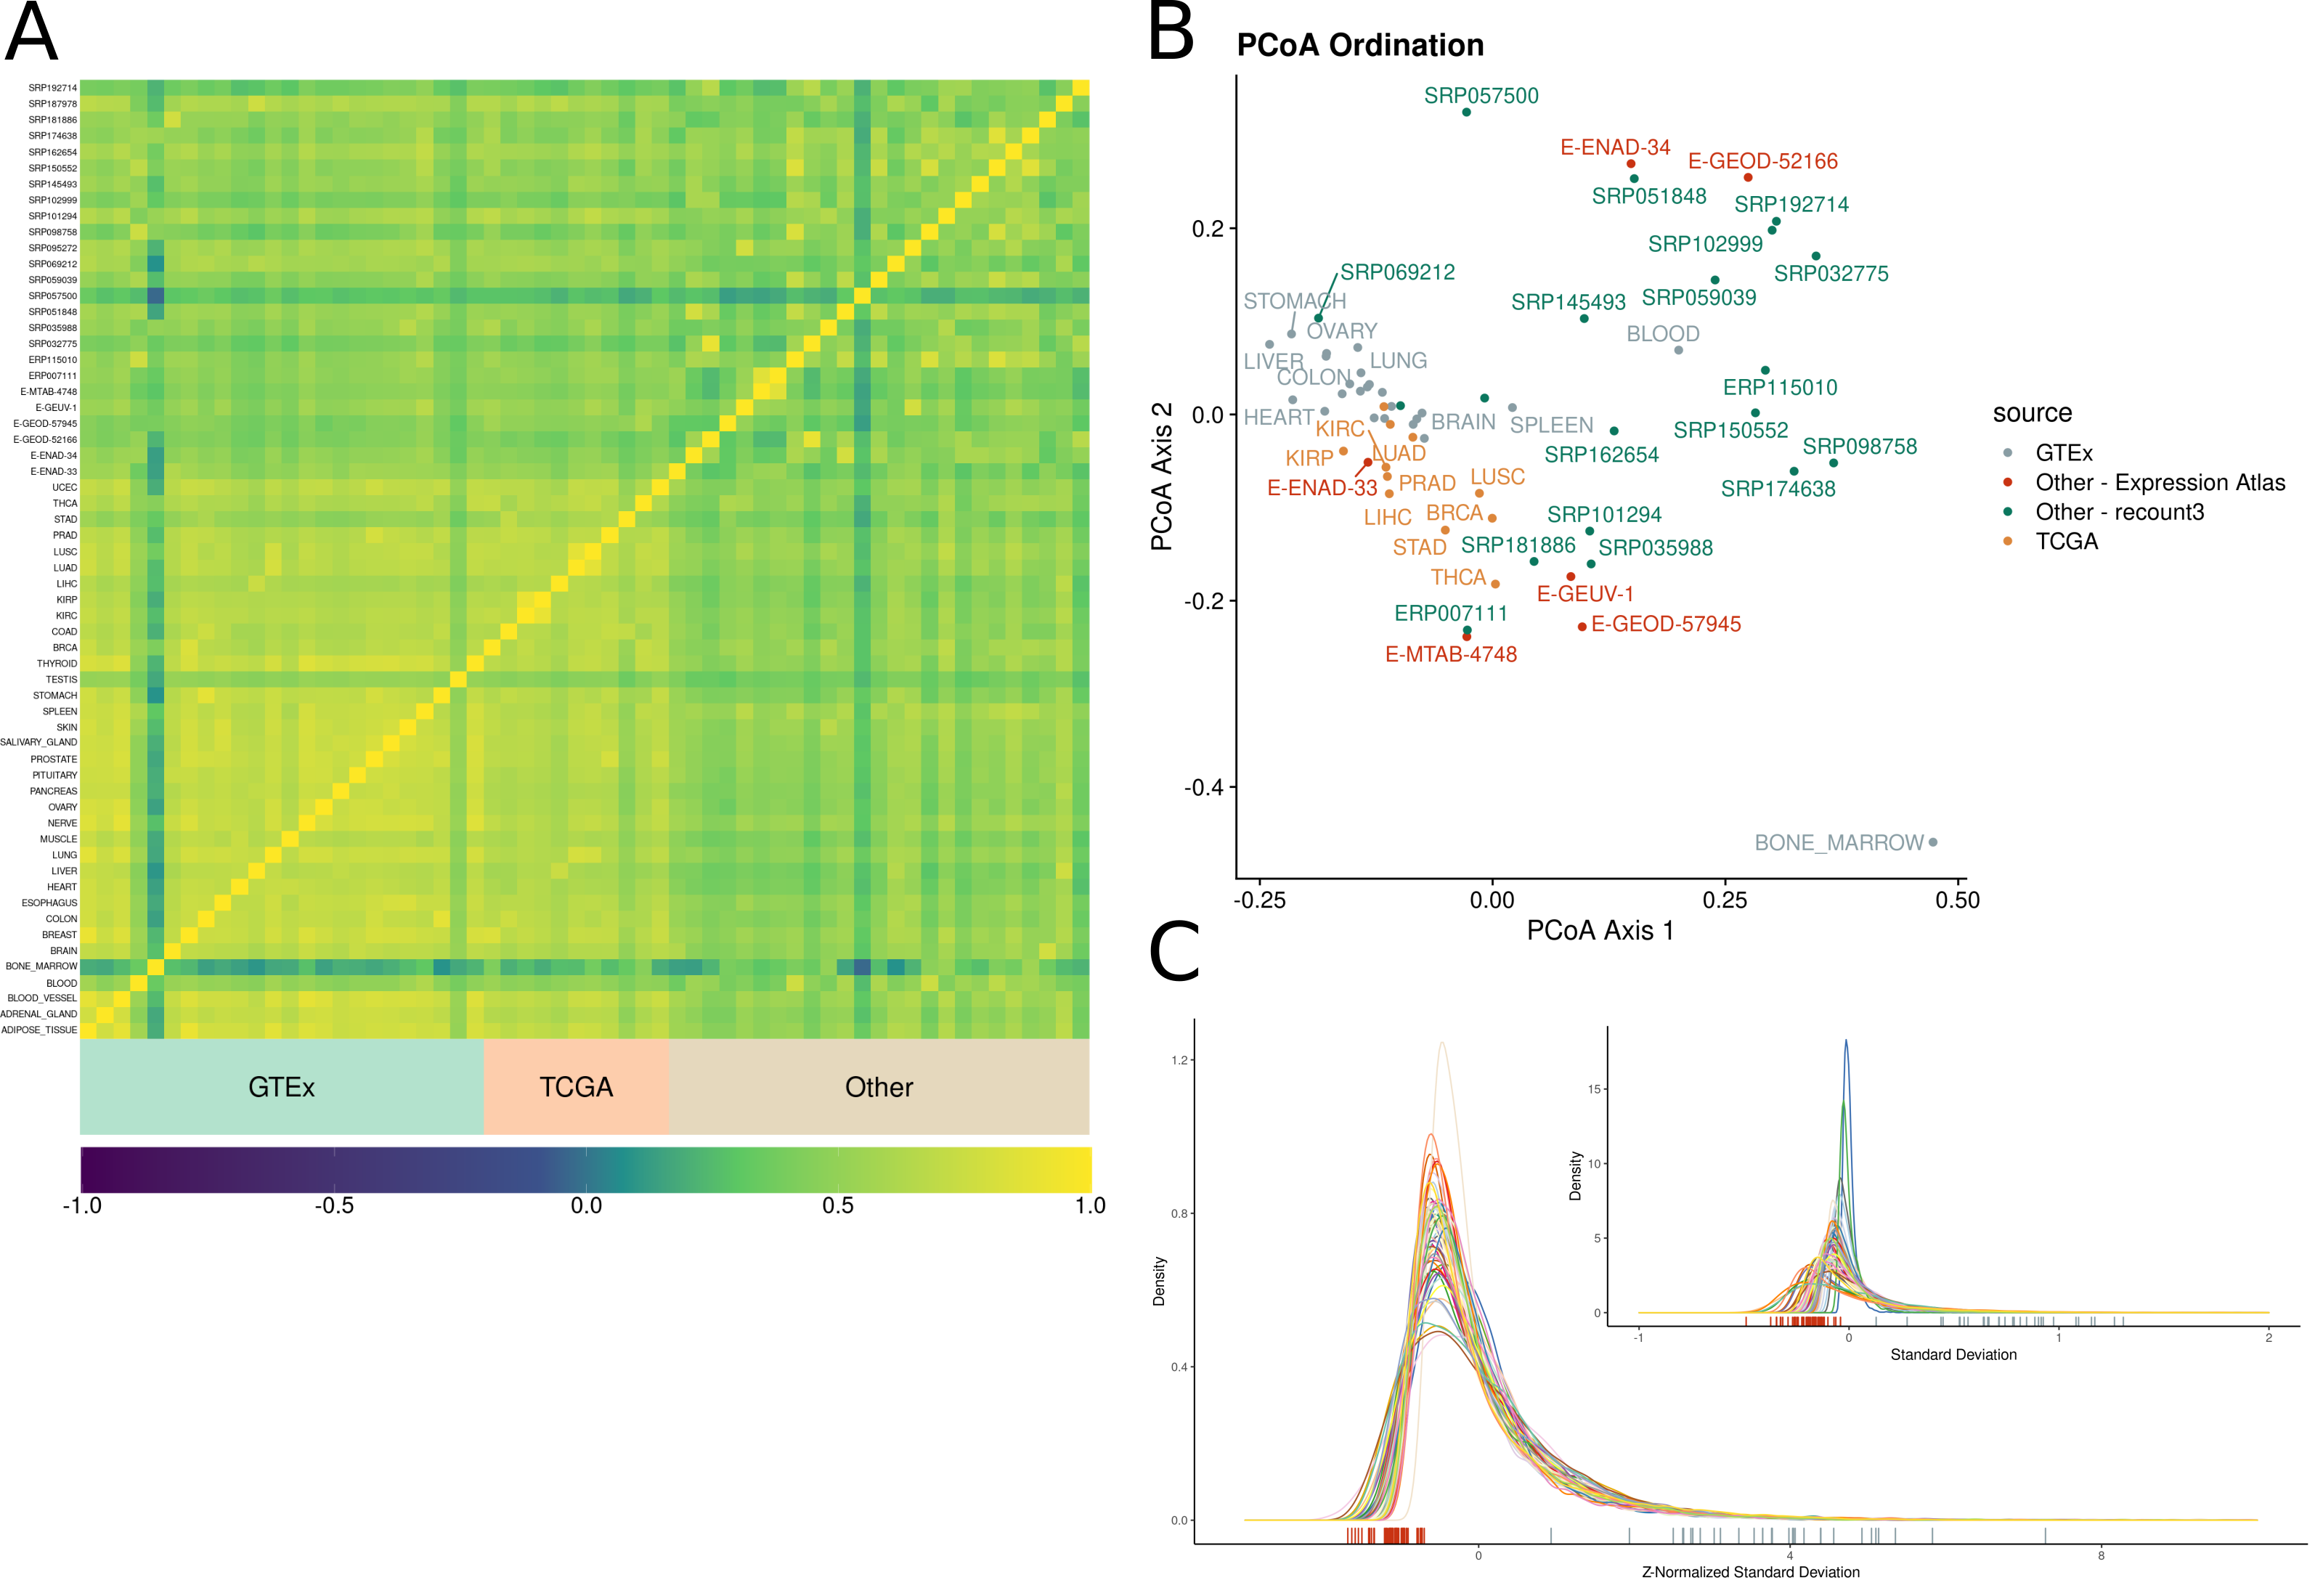 A
SRP192714
SRP187978
SRP181886
SRP174638
SRP162654
SRP150552
SRP145493
SRP102999
SRP101294
SRP098758
SRP095272
SRP069212
SRP059039
SRP057500
SRP051848
SRP035988
SRP032775
ERP115010
ERP007111
E-MTAB-4748
E-GEUV-1
E-GEOD-57945
E-GEOD-52166
E-ENAD-34
E-ENAD-33
UCEC
THCA
STAD
PRAD
LUSC
LUAD
LIHC
KIRP
KIRC
COAD
BRCA
THYROID
TESTIS
STOMACH
SPLEEN
SKIN
SALIVARY_GLAND
PROSTATE
PITUITARY
PANCREAS
OVARY
NERVE
MUSCLE
LUNG
LIVER
HEART
ESOPHAGUS
COLON
BREAST
BRAIN
BONE_MARROW
BLOOD
BLOOD_VESSEL
ADRENAL_GLAND
ADIPOSE_TISSUE
GTEx TCGA Other
-1.0 -0.5 0.0 0.5 1.0
B
PCoA Ordination
SRP057500
E-ENAD-34
E-GEOD-52166
SRP051848
SRP192714
0.2
SRP102999
SRP032775
SRP069212
SRP059039
STOMACH
SRP145493
OVARY
BLOOD
LIVER
LUNG
COLON
ERP115010
0.0
HEART
BRAIN
SPLEEN
KIRC
SRP150552
SRP098758
KIRP
LUAD
SRP162654
E-ENAD-33
PRAD
LUSC
SRP174638
LIHC
BRCA
SRP101294
STAD
SRP181886
SRP035988
THCA
E-GEUV-1
-0.2
ERP007111
E-GEOD-57945
E-MTAB-4748
-0.4
BONE_MARROW
-0.25 0.00 0.25 0.50
PCoA Axis 1
PCoA Axis 2
source
GTEx
Other - Expression Atlas
Other - recount3
TCGA
C
1.2
0.8
0.4
0.0
Density
0 4 8
Z-Normalized Standard Deviation
15
10
5
0
Density
-1 0 1 2
Standard Deviation